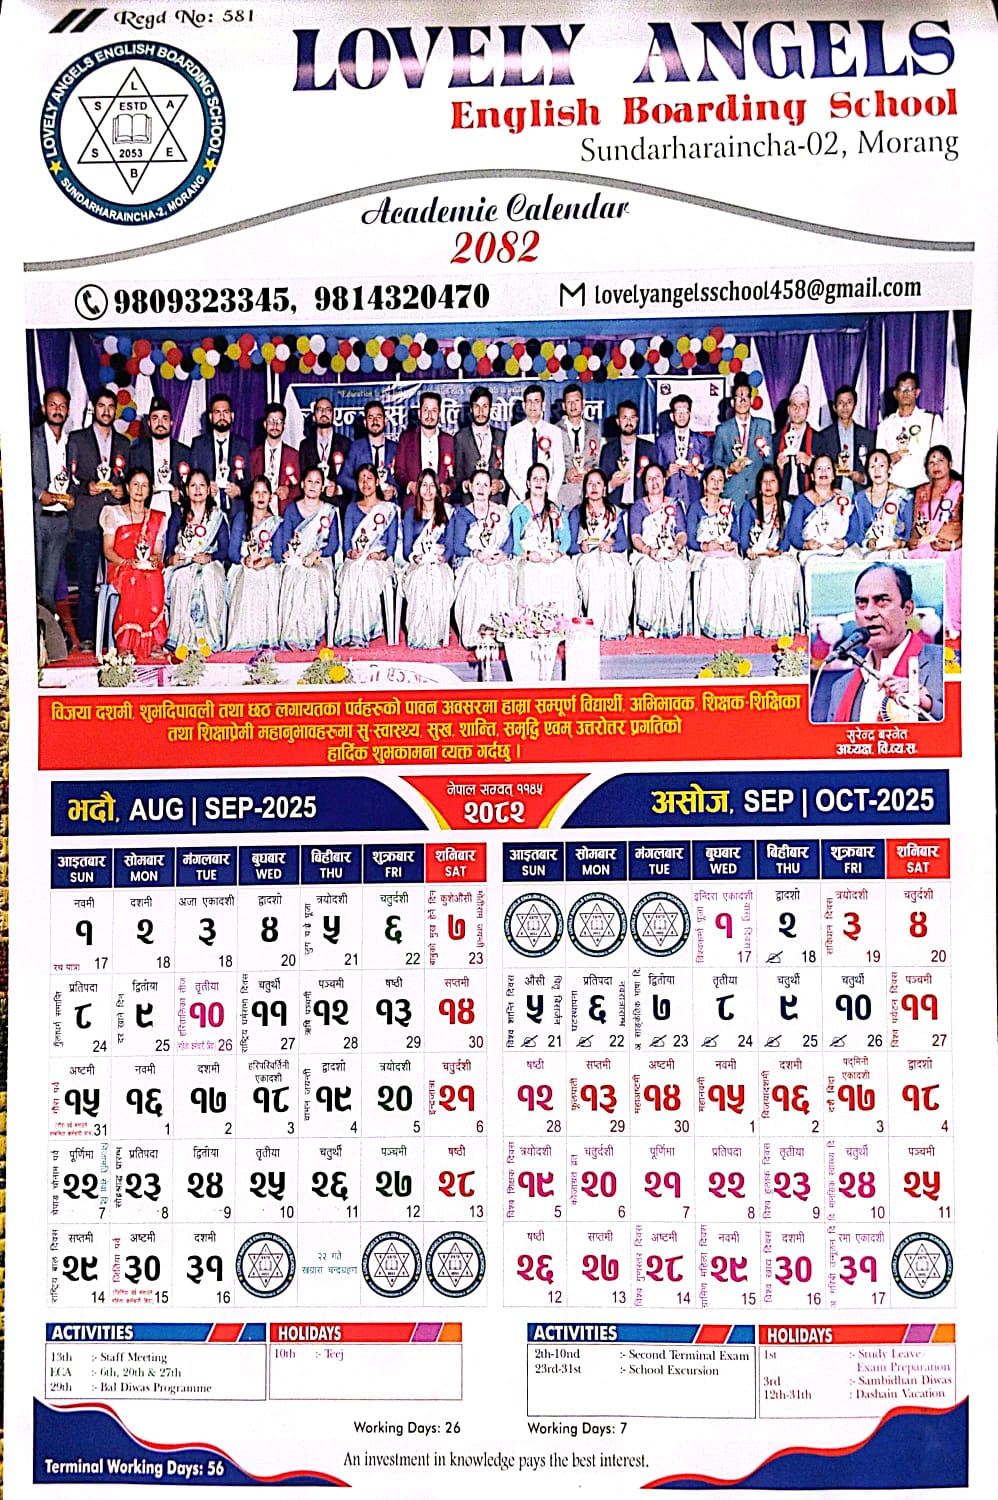 Regd No: 581
LOVELY ANGELS
English Boarding School
Sundarharaincha-02, Morang
LOVELY ANGELS ENGLISH BOARDING SCHOOL
L
S ESTD A
S 2053 E
B
SUNDARHARAINCHA-2, MORANG
Academic Calendar
2082
9809323345, 9814320470
lovelyangelsschool458@gmail.com
विजया दशमी, शुभदिपावली तथा छठ लगायतका पर्वहरूको पावन अवसरमा हाम्रा सम्पूर्ण विद्यार्थी, अभिभावक, शिक्षक-शिक्षिका
तथा शिक्षाप्रेमी महानुभावहरूमा सु-स्वास्थ्य, सुख, शान्ति, समृद्धि एवम् उत्तरोत्तर प्रगतिको
हार्दिक शुभकामना व्यक्त गर्दछु ।
सुरेन्द्र बस्नेत
अध्यक्ष, वि.व्य.स.
नेपाल सम्वत् ११४५
२०८२
भदौ, AUG | SEP-2025
आइतबार सोमबार मंगलबार बुधबार बिहीबार शुक्रबार शनिबार
SUN MON TUE WED THU FRI SAT
नवमी दशमी अजा एकादशी द्वादशी त्रयोदशी चतुर्दशी कुशेऔंसी
१ २ ३ ४ ५ ६ ७
17 18 18 20 21 22 23
प्रतिपदा द्वितीया तृतीया चतुर्थी पञ्चमी षष्ठी सप्तमी
८ ९ १० ११ १२ १३ १४
24 25 26 27 28 29 30
अष्टमी नवमी दशमी हरिपरिवर्तिनी एकादशी द्वादशी त्रयोदशी चतुर्दशी
१५ १६ १७ १८ १९ २० २१
31 1 2 3 4 5 6
पूर्णिमा प्रतिपदा द्वितीया तृतीया चतुर्थी पञ्चमी षष्ठी
२२ २३ २४ २५ २६ २७ २८
7 8 9 10 11 12 13
सप्तमी अष्टमी दशमी
२९ ३० ३१
14 15 16
२२ गते
खग्रास चन्द्रग्रहण
असोज, SEP | OCT-2025
आइतबार सोमबार मंगलबार बुधबार बिहीबार शुक्रबार शनिबार
SUN MON TUE WED THU FRI SAT
इन्दिरा एकादशी द्वादशी त्रयोदशी चतुर्दशी
१ २ ३ ४
17 18 19 20
औंसी प्रतिपदा द्वितीया तृतीया चतुर्थी चतुर्थी पञ्चमी
५ ६ ७ ८ ९ १० ११
21 22 23 24 25 26 27
षष्ठी सप्तमी अष्टमी नवमी दशमी पद्मिनी एकादशी द्वादशी
१२ १३ १४ १५ १६ १७ १८
28 29 30 1 2 3 4
त्रयोदशी चतुर्दशी पूर्णिमा प्रतिपदा तृतीया चतुर्थी पञ्चमी
१९ २० २१ २२ २३ २४ २५
5 6 7 8 9 10 11
षष्ठी सप्तमी अष्टमी नवमी दशमी रमा एकादशी
२६ २७ २८ २९ ३० ३१
12 13 14 15 16 17
ACTIVITIES
13th :- Staff Meeting
ECA :- 6th, 20th & 27th
29th :- Bal Diwas Programme
HOLIDAYS
10th :- Teej
Working Days: 26
ACTIVITIES
2th-10nd :- Second Terminal Exam
23rd-31st :- School Excursion
HOLIDAYS
1st :- Study Leave/
Exam Preparation
3rd :- Sambidhan Diwas
12th-31th : Dashain Vacation
Working Days: 7
Terminal Working Days: 56
An investment in knowledge pays the best interest.